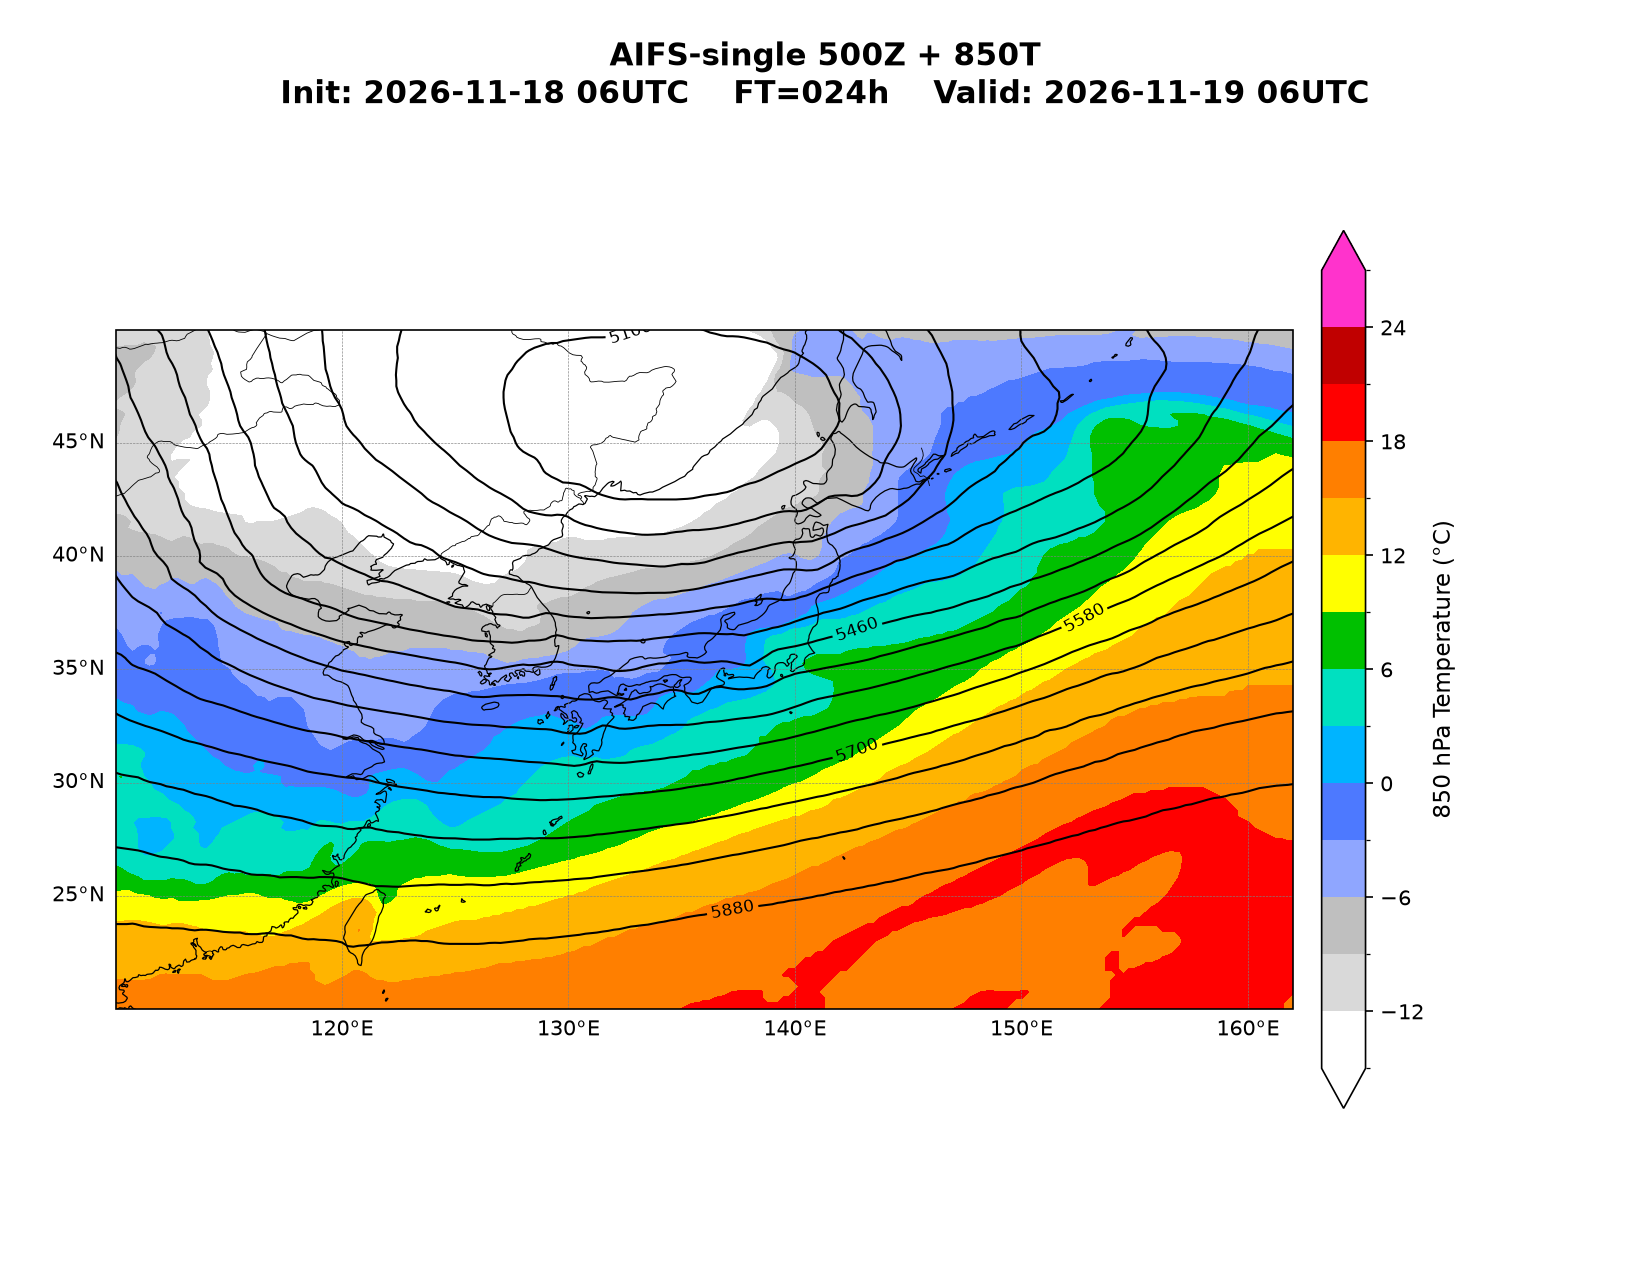 AIFS-single 500Z + 850T
Init: 2026-11-18 06UTC    FT=024h    Valid: 2026-11-19 06UTC
24
18
12
6
0
−6
−12
850 hPa Temperature (°C)
45°N
40°N
35°N
30°N
25°N
5460
5580
5700
5880
120°E
130°E
140°E
150°E
160°E